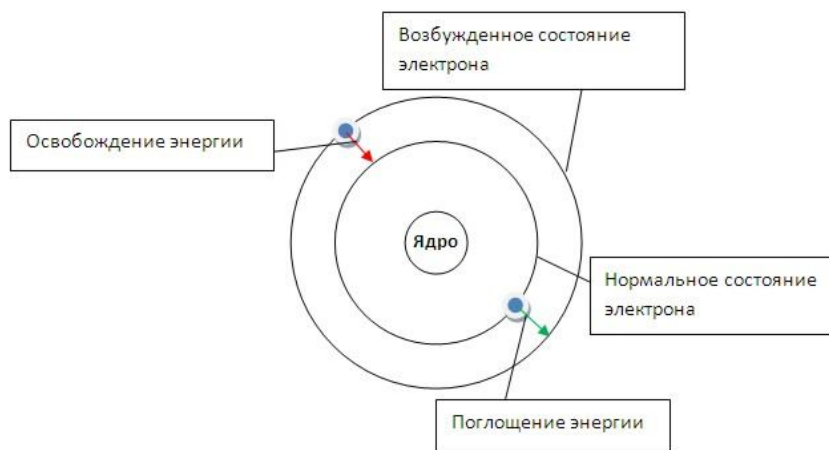 Возбужденное состояние
электрона
Освобождение энергии
Ядро
Нормальное состояние
электрона
Поглощение энергии